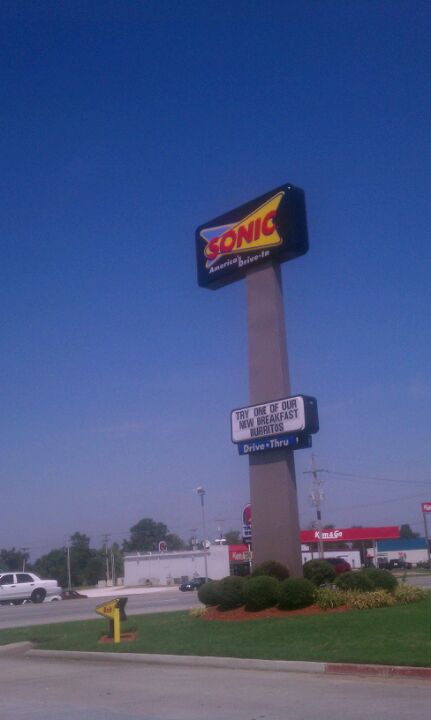 SONIC
America's Drive-In
TRY ONE OF OUR
NEW BREAKFAST
BURRITOS
Drive-Thru
Kum&Go